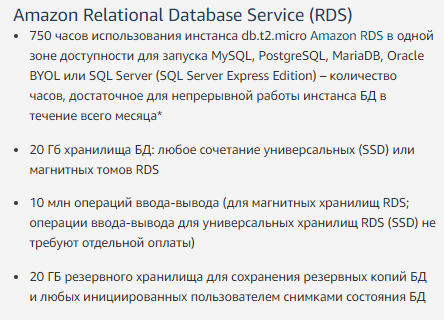 Amazon Relational Database Service (RDS)
• 750 часов использования инстанса db.t2.micro Amazon RDS в одной
зоне доступности для запуска MySQL, PostgreSQL, MariaDB, Oracle
BYOL или SQL Server (SQL Server Express Edition) – количество
часов, достаточное для непрерывной работы инстанса БД в
течение всего месяца*
• 20 Гб хранилища БД: любое сочетание универсальных (SSD) или
магнитных томов RDS
• 10 млн операций ввода-вывода (для магнитных хранилищ RDS;
операции ввода-вывода для универсальных хранилищ RDS (SSD) не
требуют отдельной оплаты)
• 20 ГБ резервного хранилища для сохранения резервных копий БД
и любых инициированных пользователем снимками состояния БД